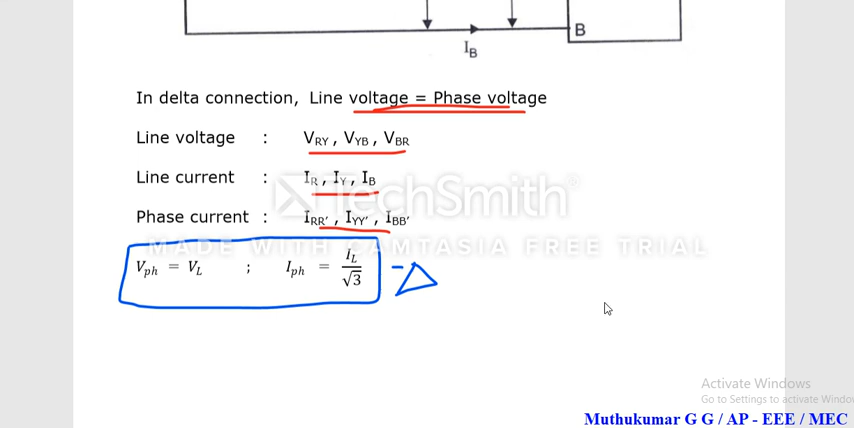 B
I_B
In delta connection, Line voltage = Phase voltage
Line voltage : V_RY , V_YB , V_BR
Line current : I_R , I_Y , I_B
TechSmith®
Phase current : I_RR' , I_YY' , I_BB'
MADE WITH CAMTASIA FREE TRIAL
V_ph = V_L ; I_ph = I_L / √3 - Δ
Activate Windows
Go to Settings to activate Windo
Muthukumar G G / AP - EEE / MEC